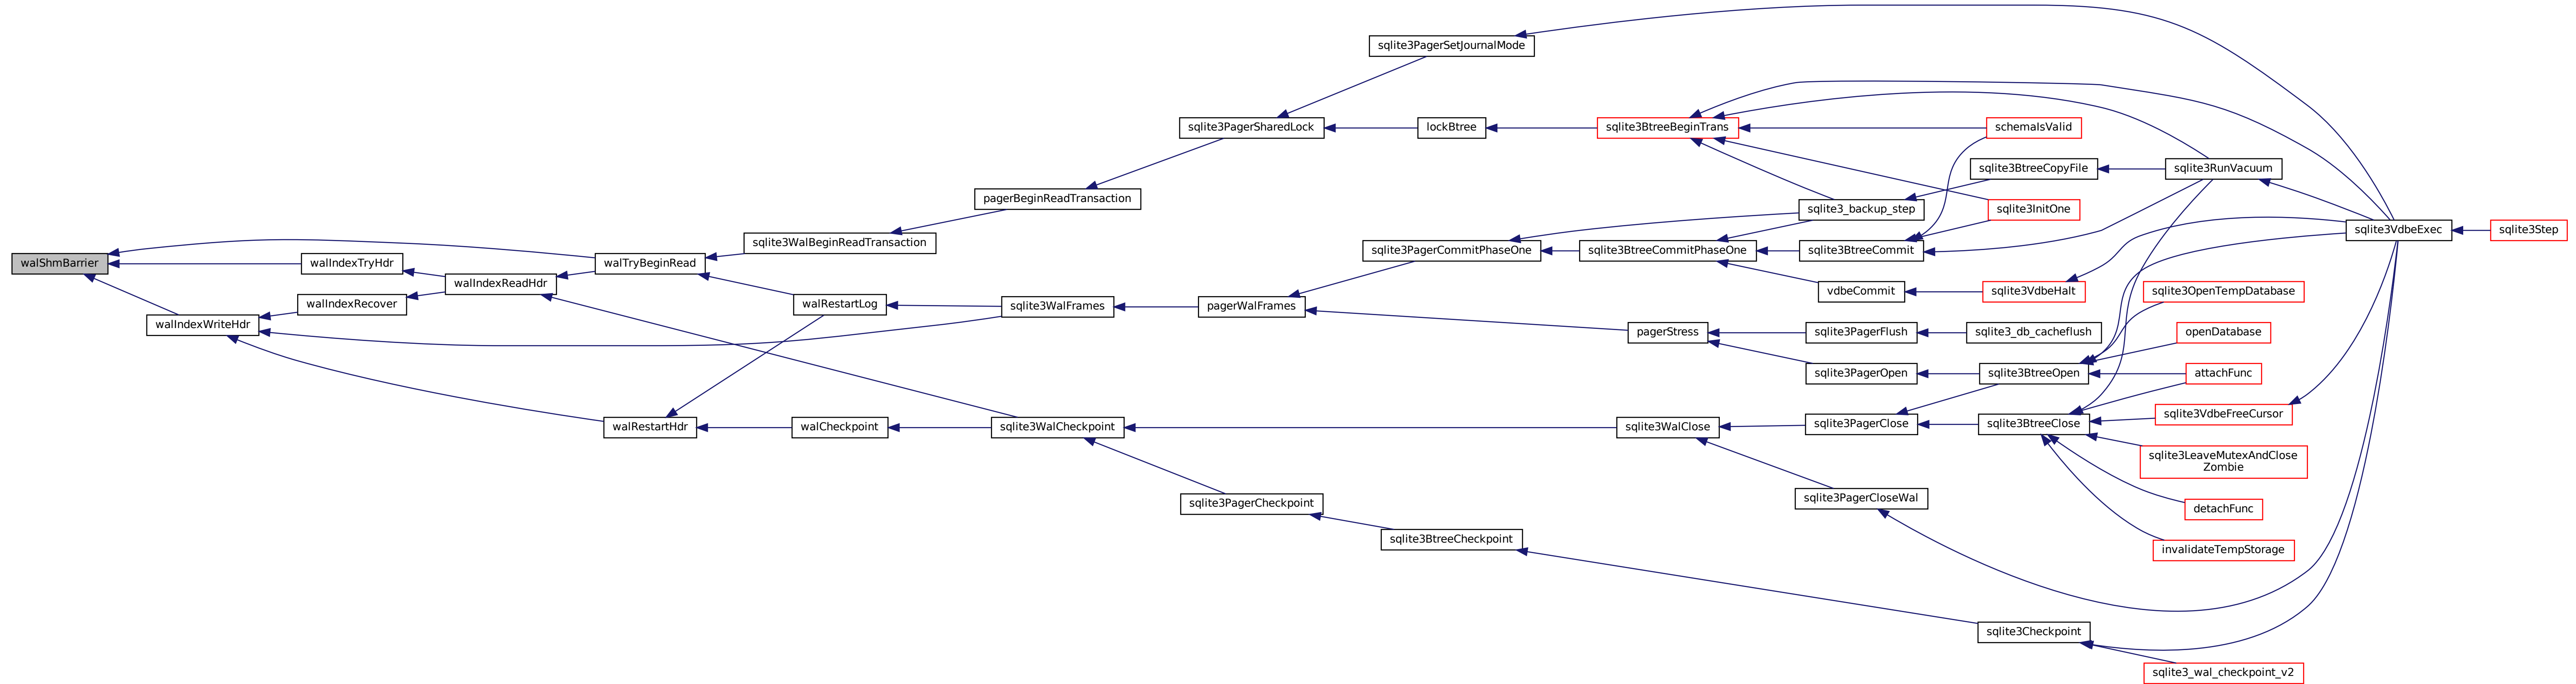 sqlite3PagerSetJournalMode
sqlite3PagerSharedLock
lockBtree
sqlite3BtreeBeginTrans
schemaIsValid
sqlite3BtreeCopyFile
sqlite3RunVacuum
pagerBeginReadTransaction
sqlite3_backup_step
sqlite3InitOne
sqlite3VdbeExec
sqlite3Step
sqlite3WalBeginReadTransaction
sqlite3PagerCommitPhaseOne
sqlite3BtreeCommitPhaseOne
sqlite3BtreeCommit
walShmBarrier
walIndexTryHdr
walTryBeginRead
walIndexReadHdr
vdbeCommit
sqlite3VdbeHalt
sqlite3OpenTempDatabase
walIndexRecover
walRestartLog
sqlite3WalFrames
pagerWalFrames
walIndexWriteHdr
pagerStress
sqlite3PagerFlush
sqlite3_db_cacheflush
openDatabase
sqlite3PagerOpen
sqlite3BtreeOpen
attachFunc
sqlite3VdbeFreeCursor
walRestartHdr
walCheckpoint
sqlite3WalCheckpoint
sqlite3WalClose
sqlite3PagerClose
sqlite3BtreeClose
sqlite3LeaveMutexAndClose
Zombie
sqlite3PagerCheckpoint
sqlite3PagerCloseWal
detachFunc
sqlite3BtreeCheckpoint
invalidateTempStorage
sqlite3Checkpoint
sqlite3_wal_checkpoint_v2